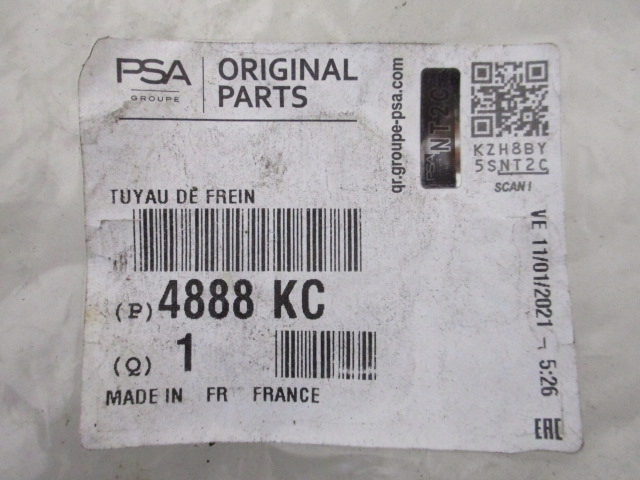 PSA
GROUPE
ORIGINAL
PARTS
qr.groupe-psa.com
NT2C
KZH8BY
5SNT2C
SCAN!
TUYAU DE FREIN
(P) 4888 KC
(Q) 1
MADE IN FR FRANCE
VE 11/01/2021 - 5:26
EAC